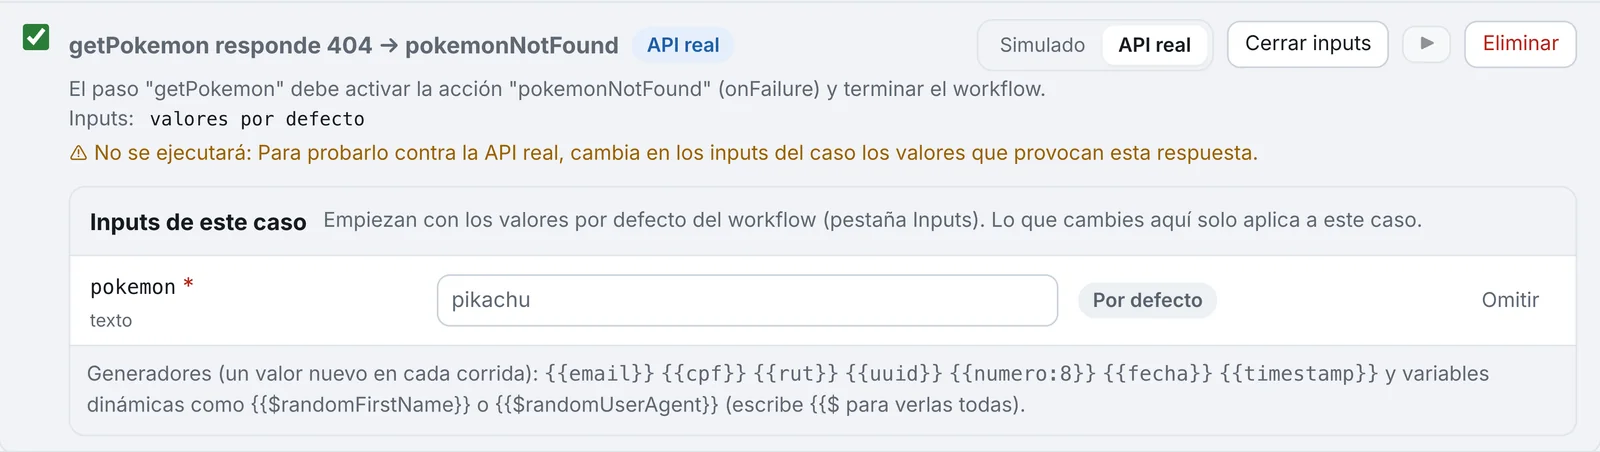 getPokemon responde 404 → pokemonNotFound API real Simulado API real Cerrar inputs Eliminar
El paso "getPokemon" debe activar la acción "pokemonNotFound" (onFailure) y terminar el workflow.
Inputs: valores por defecto
⚠ No se ejecutará: Para probarlo contra la API real, cambia en los inputs del caso los valores que provocan esta respuesta.
Inputs de este caso Empiezan con los valores por defecto del workflow (pestaña Inputs). Lo que cambies aquí solo aplica a este caso.
pokemon * pikachu Por defecto Omitir
texto
Generadores (un valor nuevo en cada corrida): {{email}} {{cpf}} {{rut}} {{uuid}} {{numero:8}} {{fecha}} {{timestamp}} y variables
dinámicas como {{$randomFirstName}} o {{$randomUserAgent}} (escribe {{$ para verlas todas).